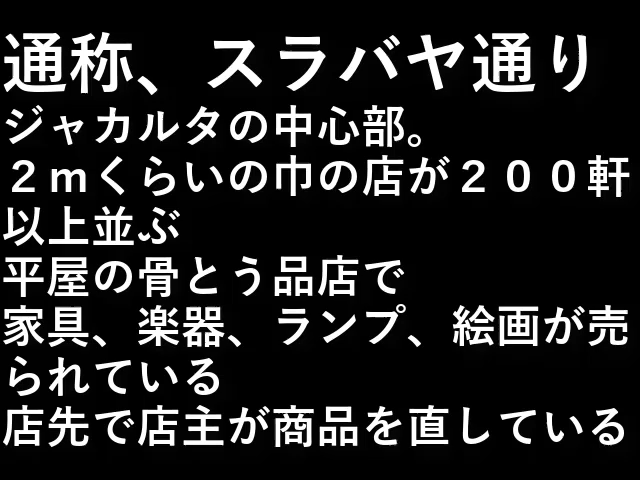 通称、スラバヤ通り
ジャカルタの中心部。
２ｍくらいの巾の店が２００軒
以上並ぶ
平屋の骨とう品店で
家具、楽器、ランプ、絵画が売
られている
店先で店主が商品を直している